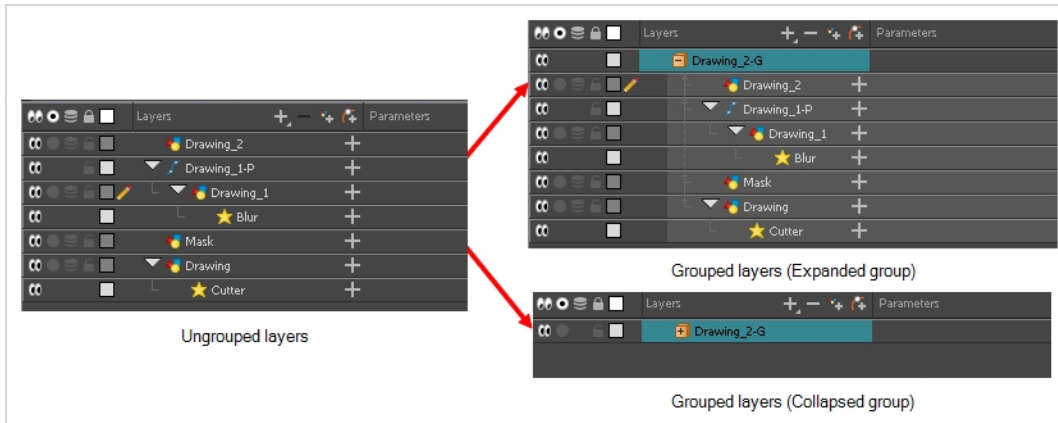 Layers Parameters
Drawing_2
Drawing_1-P
Drawing_1
Blur
Mask
Drawing
Cutter
Ungrouped layers
Layers Parameters
Drawing_2-G
Drawing_2
Drawing_1-P
Drawing_1
Blur
Mask
Drawing
Cutter
Grouped layers (Expanded group)
Layers Parameters
Drawing_2-G
Grouped layers (Collapsed group)